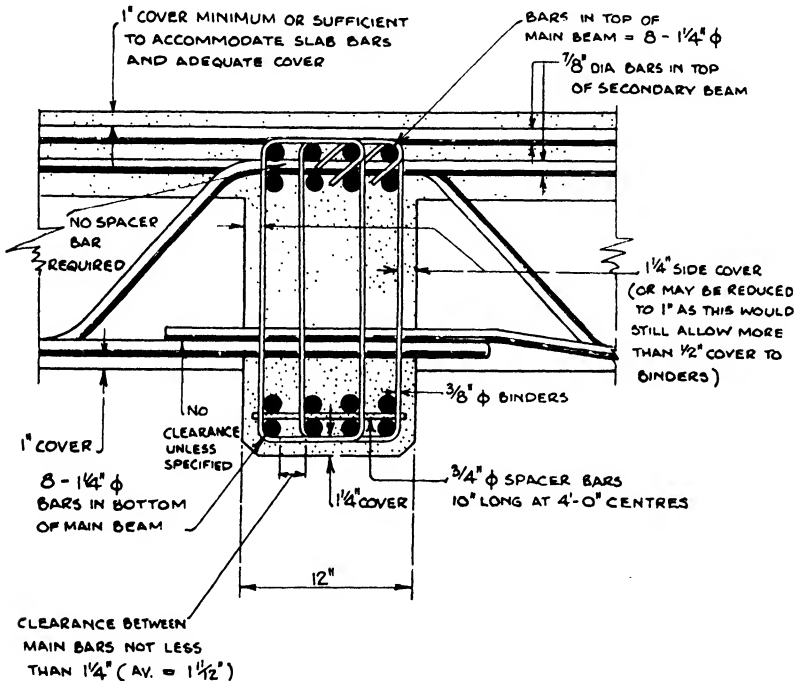 1" COVER MINIMUM OR SUFFICIENT
TO ACCOMMODATE SLAB BARS
AND ADEQUATE COVER
BARS IN TOP OF
MAIN BEAM = 8 - 1¼" φ
7/8" DIA BARS IN TOP
OF SECONDARY BEAM
NO SPACER
BAR
REQUIRED
1¼" SIDE COVER
(OR MAY BE REDUCED
TO 1" AS THIS WOULD
STILL ALLOW MORE
THAN ½" COVER TO
BINDERS)
3/8" φ BINDERS
NO
CLEARANCE
UNLESS
SPECIFIED
1" COVER
8 - 1¼" φ
BARS IN BOTTOM
OF MAIN BEAM
1¼" COVER
3/4" φ SPACER BARS
10" LONG AT 4'-0" CENTRES
12"
CLEARANCE BETWEEN
MAIN BARS NOT LESS
THAN 1¼" (AV. = 1 11/12")